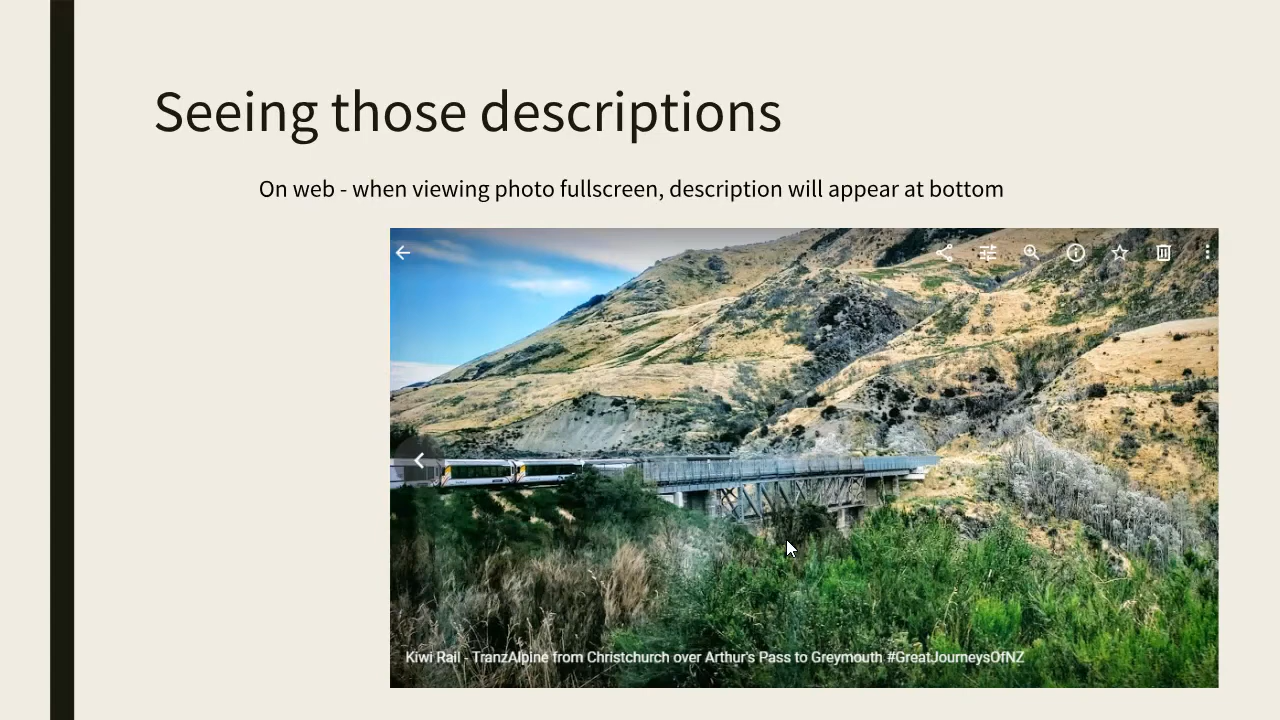 Seeing those descriptions
On web - when viewing photo fullscreen, description will appear at bottom
Kiwi Rail - TranzAlpine from Christchurch over Arthur's Pass to Greymouth #GreatJourneysOfNZ